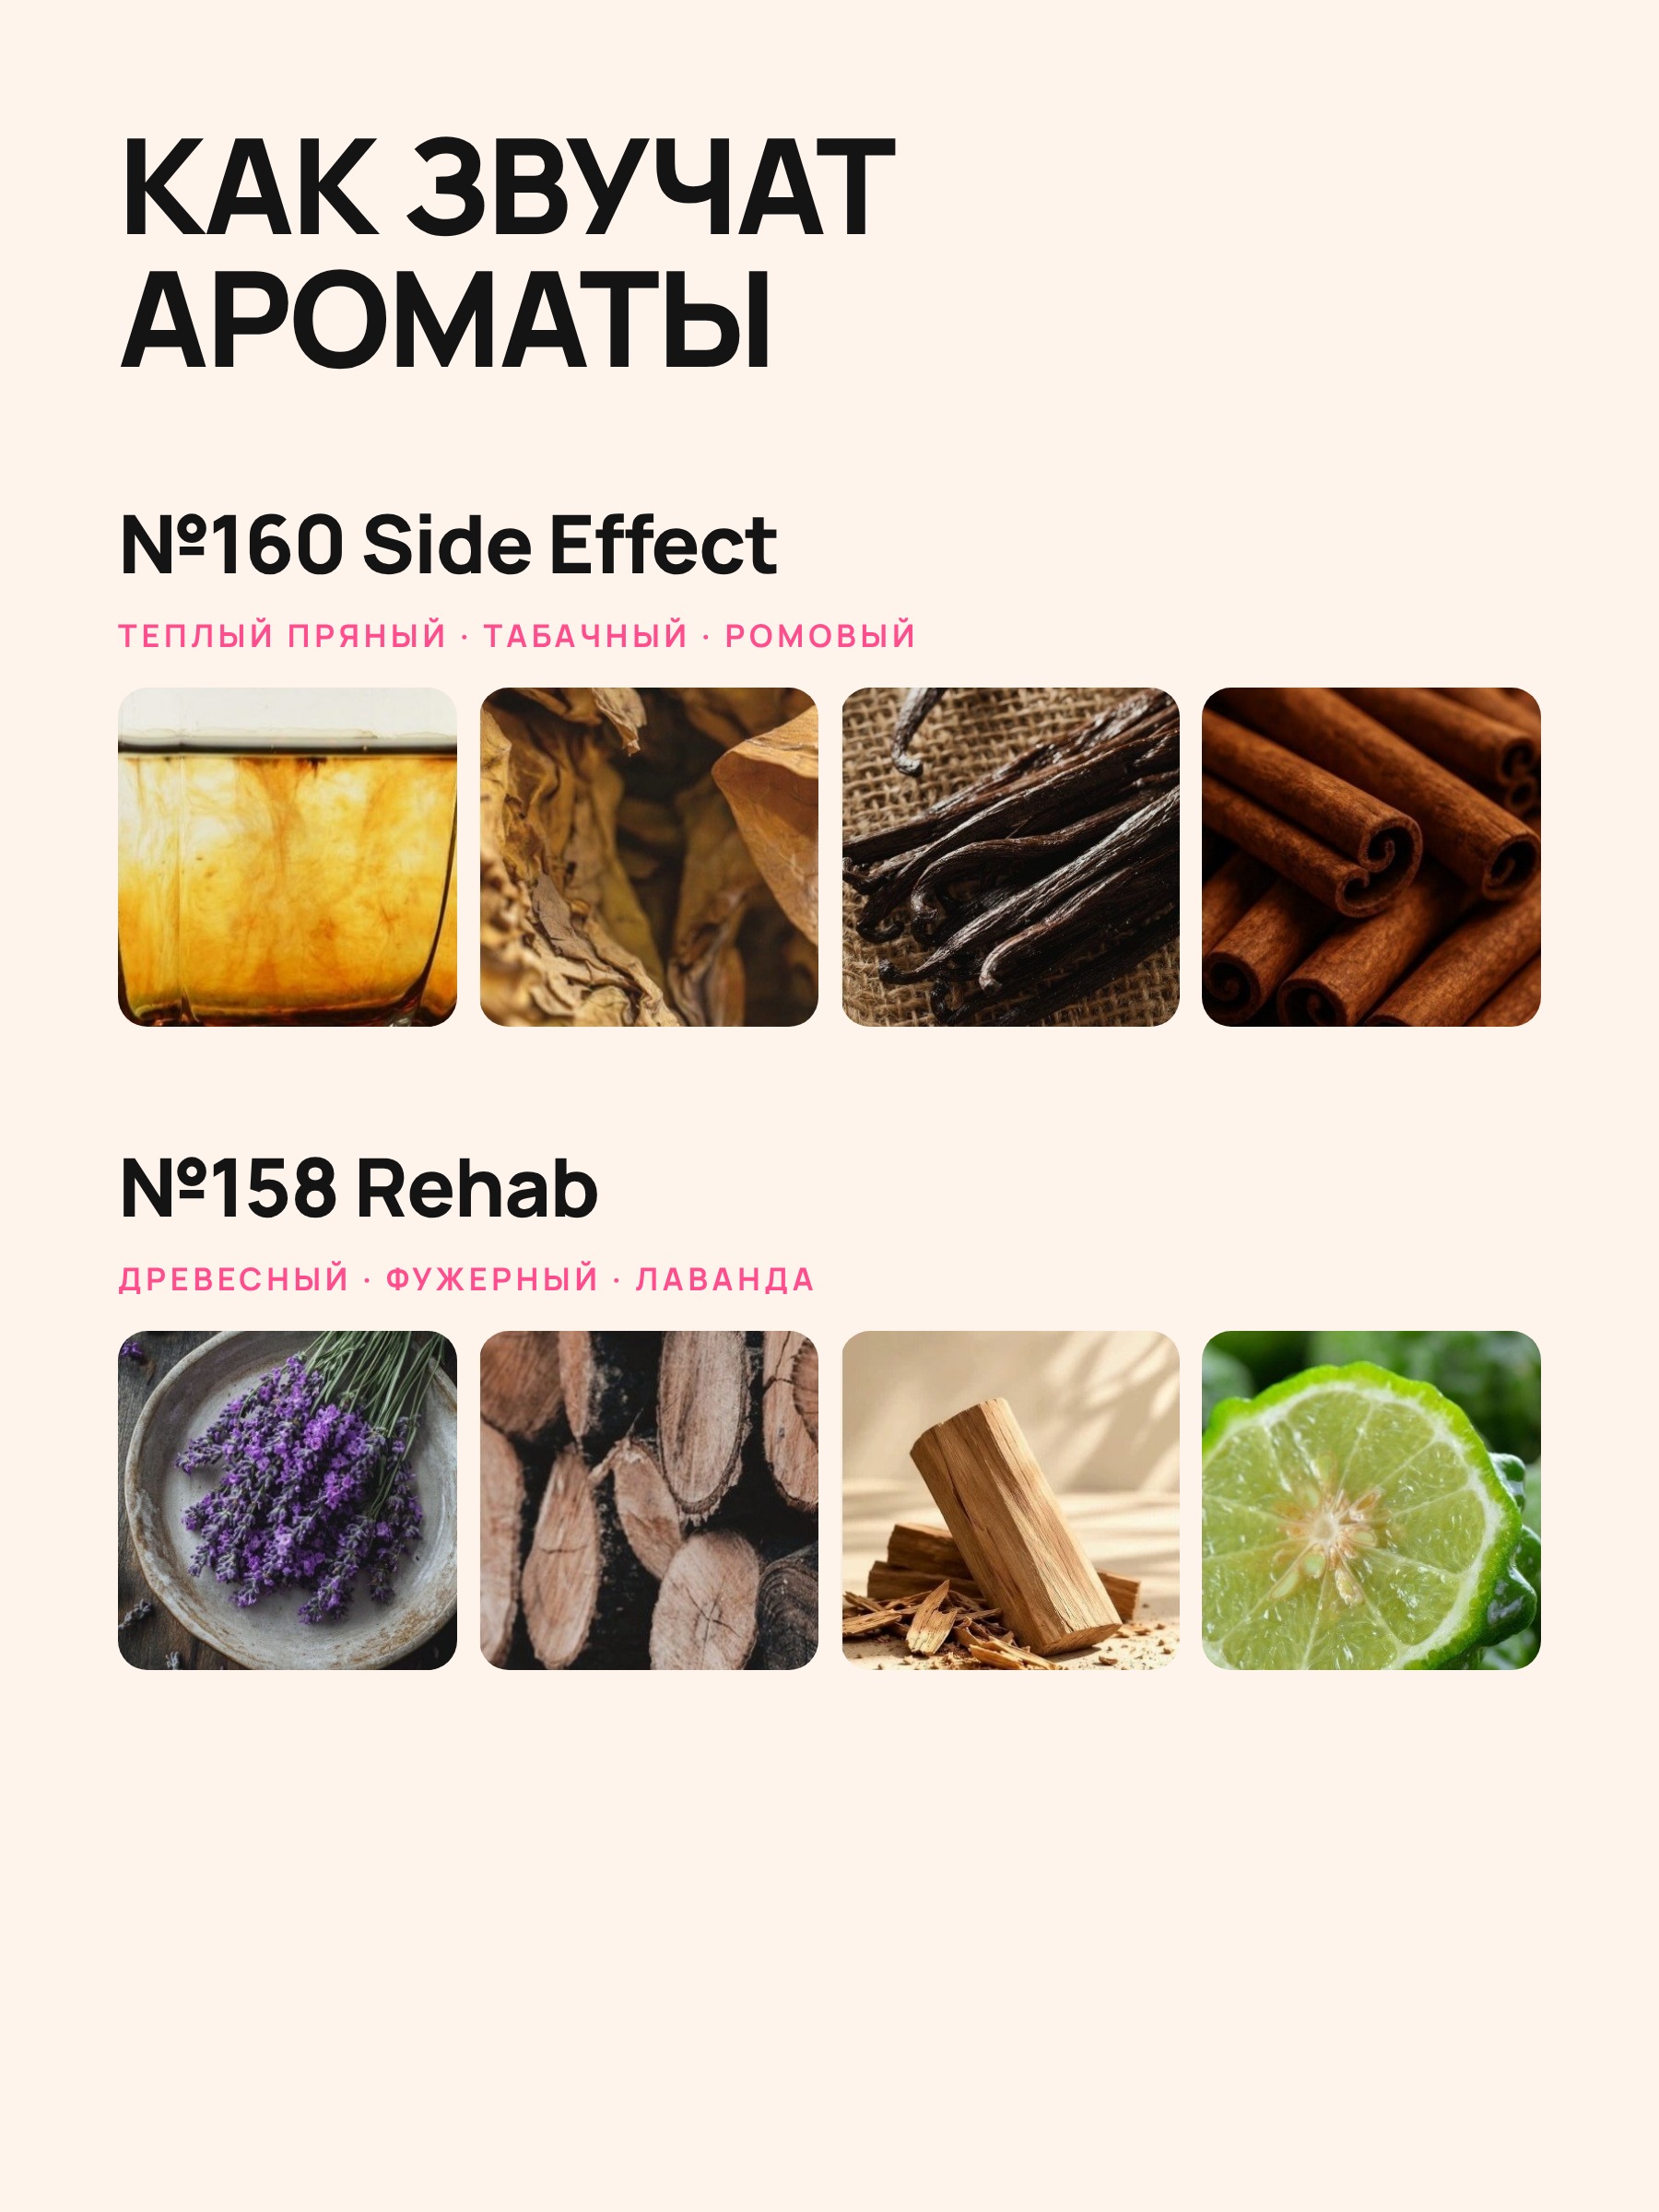 КАК ЗВУЧАТ
АРОМАТЫ
№160 Side Effect
ТЕПЛЫЙ ПРЯНЫЙ · ТАБАЧНЫЙ · РОМОВЫЙ
№158 Rehab
ДРЕВЕСНЫЙ · ФУЖЕРНЫЙ · ЛАВАНДА